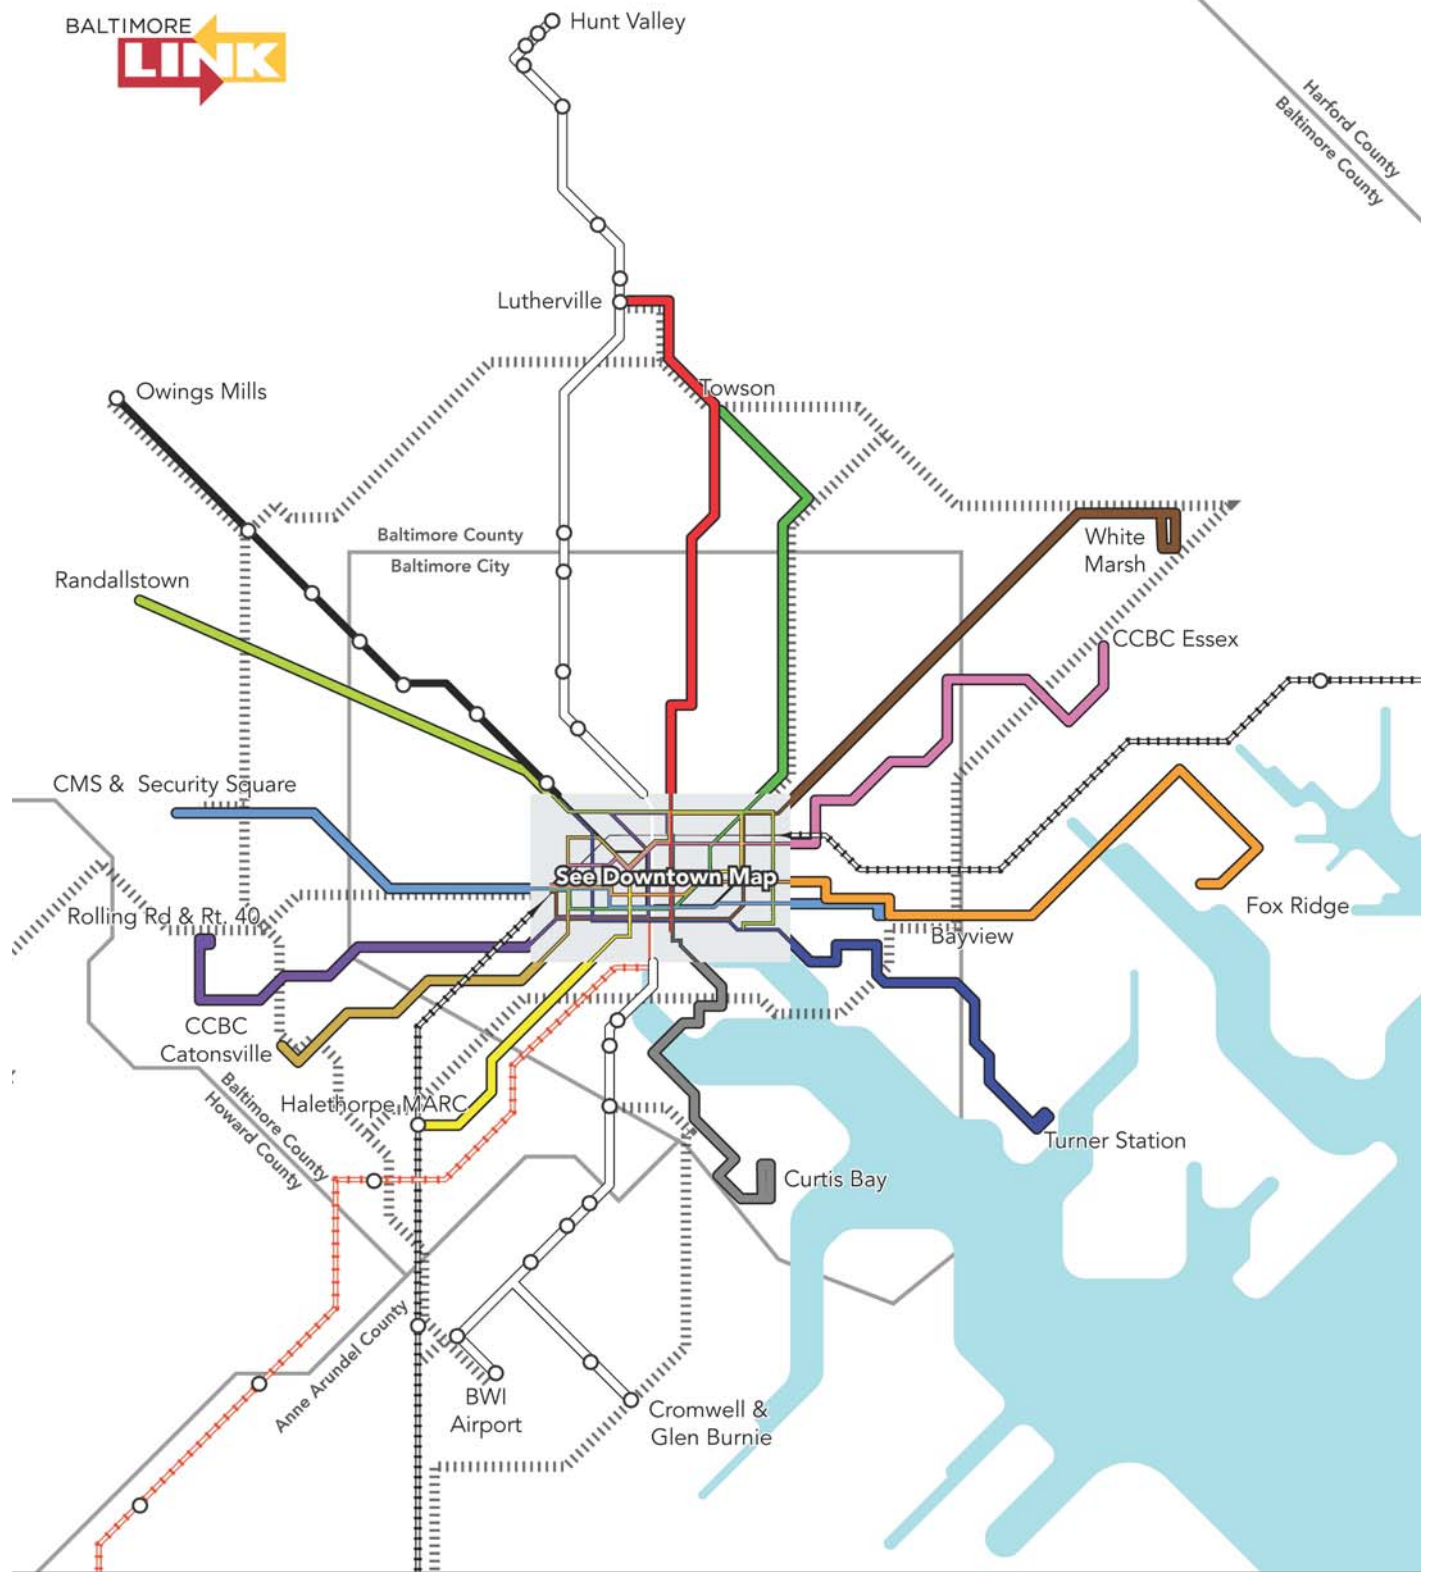 BALTIMORE
LINK
Hunt Valley
Harford County
Baltimore County
Lutherville
Towson
Owings Mills
Baltimore County
Baltimore City
White
Marsh
Randallstown
CCBC Essex
CMS &  Security Square
See Downtown Map
Rolling Rd & Rt. 40
Fox Ridge
Bayview
CCBC
Catonsville
Baltimore County
Howard County
Halethorpe MARC
Turner Station
Curtis Bay
Anne Arundel County
BWI
Airport
Cromwell &
Glen Burnie